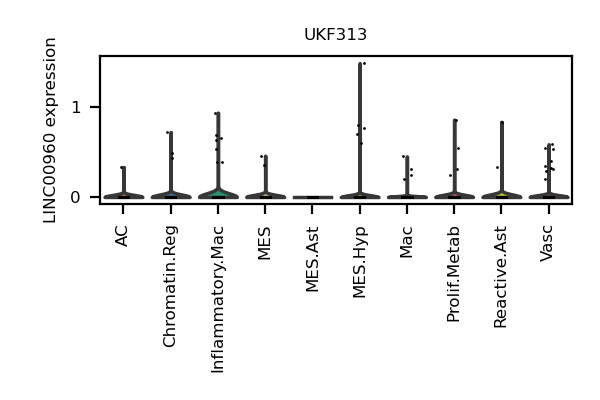 UKF313
LINC00960 expression
1
0
AC
Chromatin.Reg
Inflammatory.Mac
MES
MES.Ast
MES.Hyp
Mac
Prolif.Metab
Reactive.Ast
Vasc